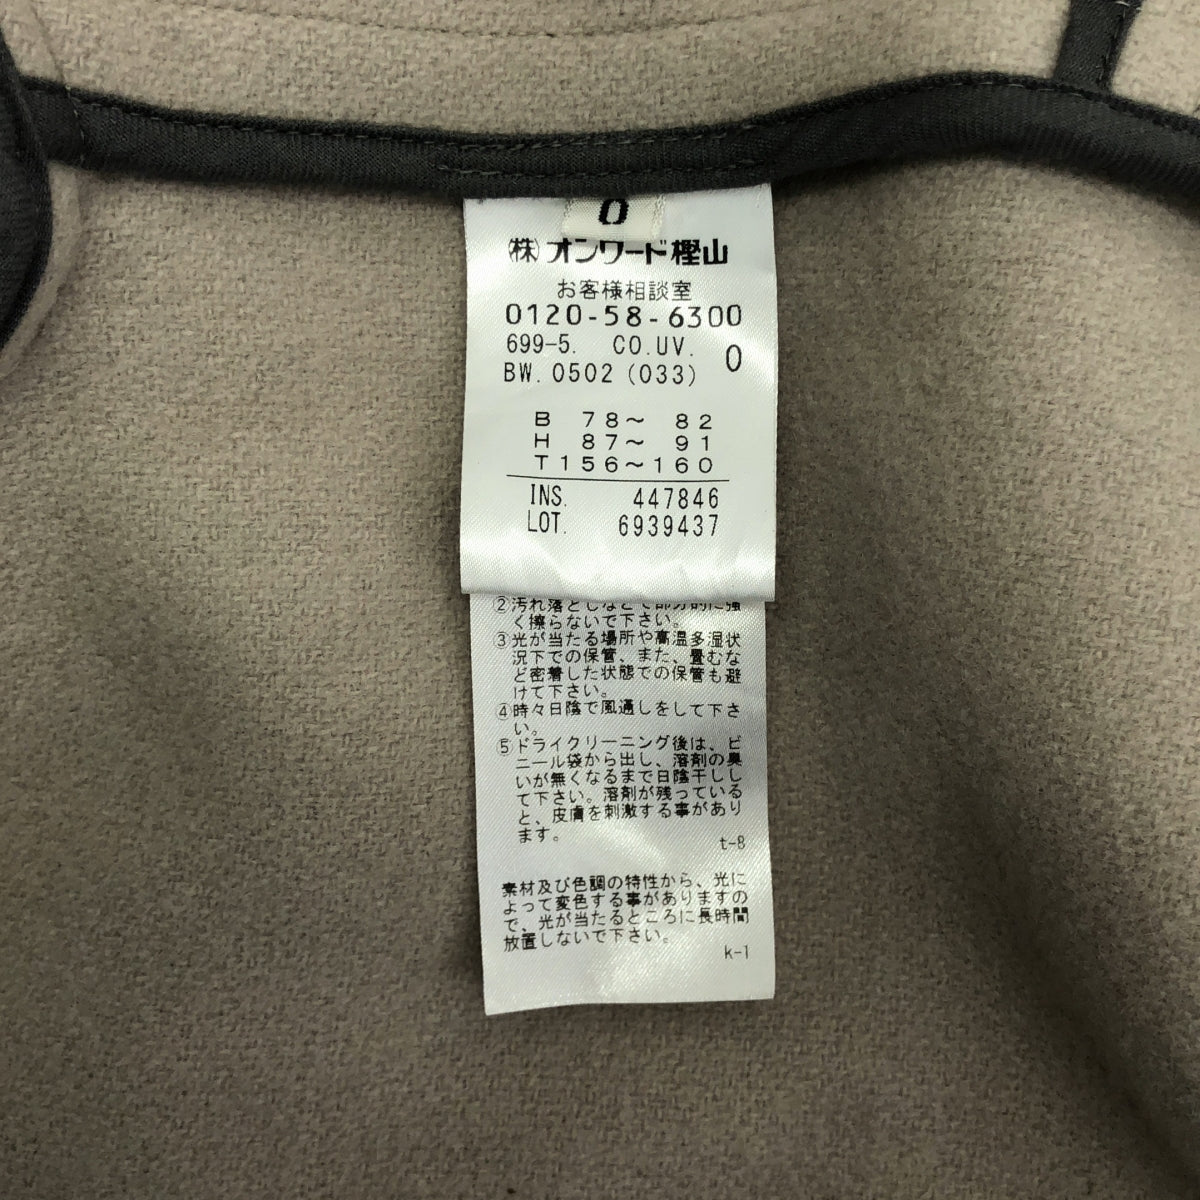 0
(株)オンワード樫山
お客様相談室
0120-58-6300
699-5. CO.UV. 0
BW.0502(033)
B 78~ 82
H 87~ 91
T156~160
INS. 447846
LOT. 6939437
②汚れ落としなどで部分的に強
く擦らないで下さい。
③光が当たる場所や高温多湿状
況下での保管、また、畳むな
ど密着した状態での保管も避
けて下さい。
④時々日陰で風通しをして下さ
い。
⑤ドライクリーニング後は、ビ
ニール袋から出し、溶剤の臭
いが無くなるまで日陰干しし
て下さい。溶剤が残っている
と、皮膚を刺激する事があり
ます。
t-8
素材及び色調の特性から、光に
よって変色する事がありますの
で、光が当たるところに長時間
放置しないで下さい。
k-1